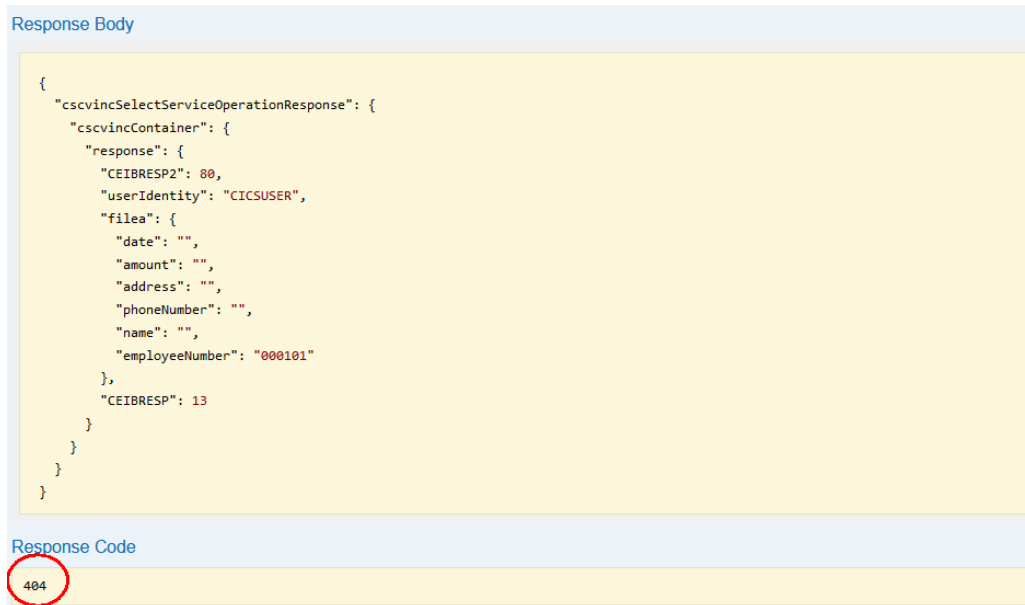 Response Body
{
"cscvincSelectServiceOperationResponse": {
"cscvincContainer": {
"response": {
"CEIBRESP2": 80,
"userIdentity": "CICSUSER",
"filea": {
"date": "",
"amount": "",
"address": "",
"phoneNumber": "",
"name": "",
"employeeNumber": "000101"
},
"CEIBRESP": 13
}
}
}
}
Response Code
404